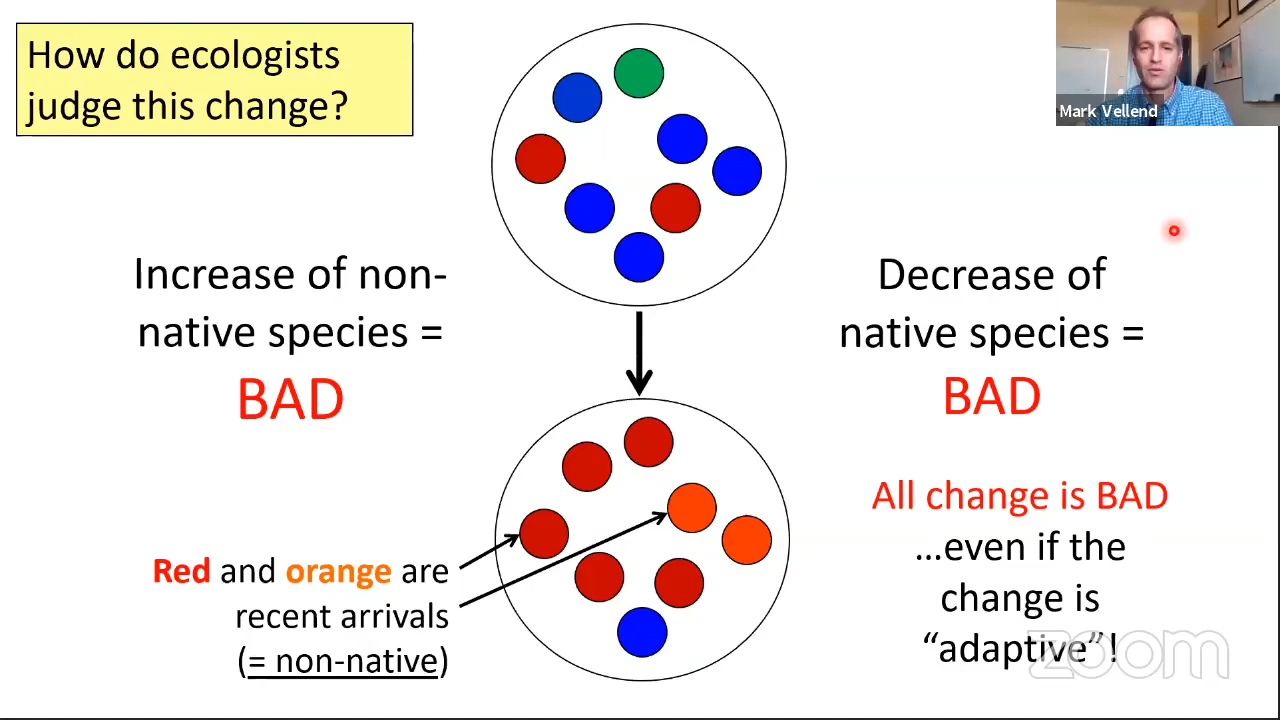 How do ecologists
judge this change?
Mark Vellend
Increase of non-
native species =
BAD
Decrease of
native species =
BAD
Red and orange are
recent arrivals
(= non-native)
All change is BAD
...even if the
change is
“adaptive”!
zoom